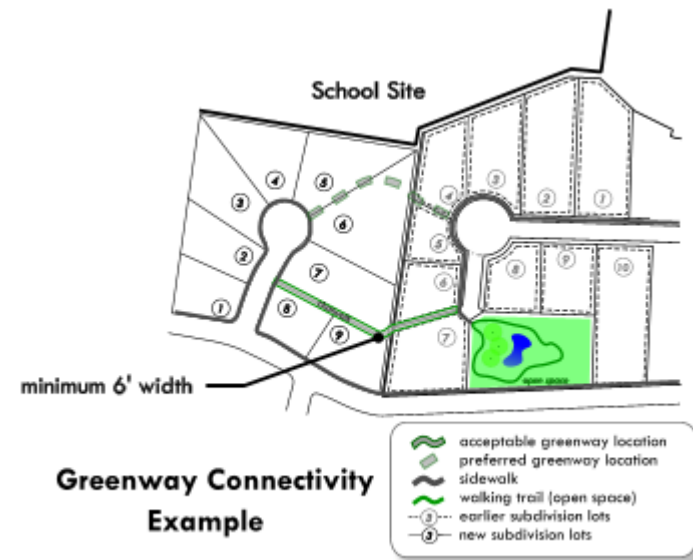 School Site
5
4
3
6
2
7
1
8
9
4
3
2
1
5
6
8
9
10
7
open space
minimum 6' width
Greenway Connectivity
Example
acceptable greenway location
preferred greenway location
sidewalk
walking trail (open space)
3 earlier subdivision lots
3 new subdivision lots